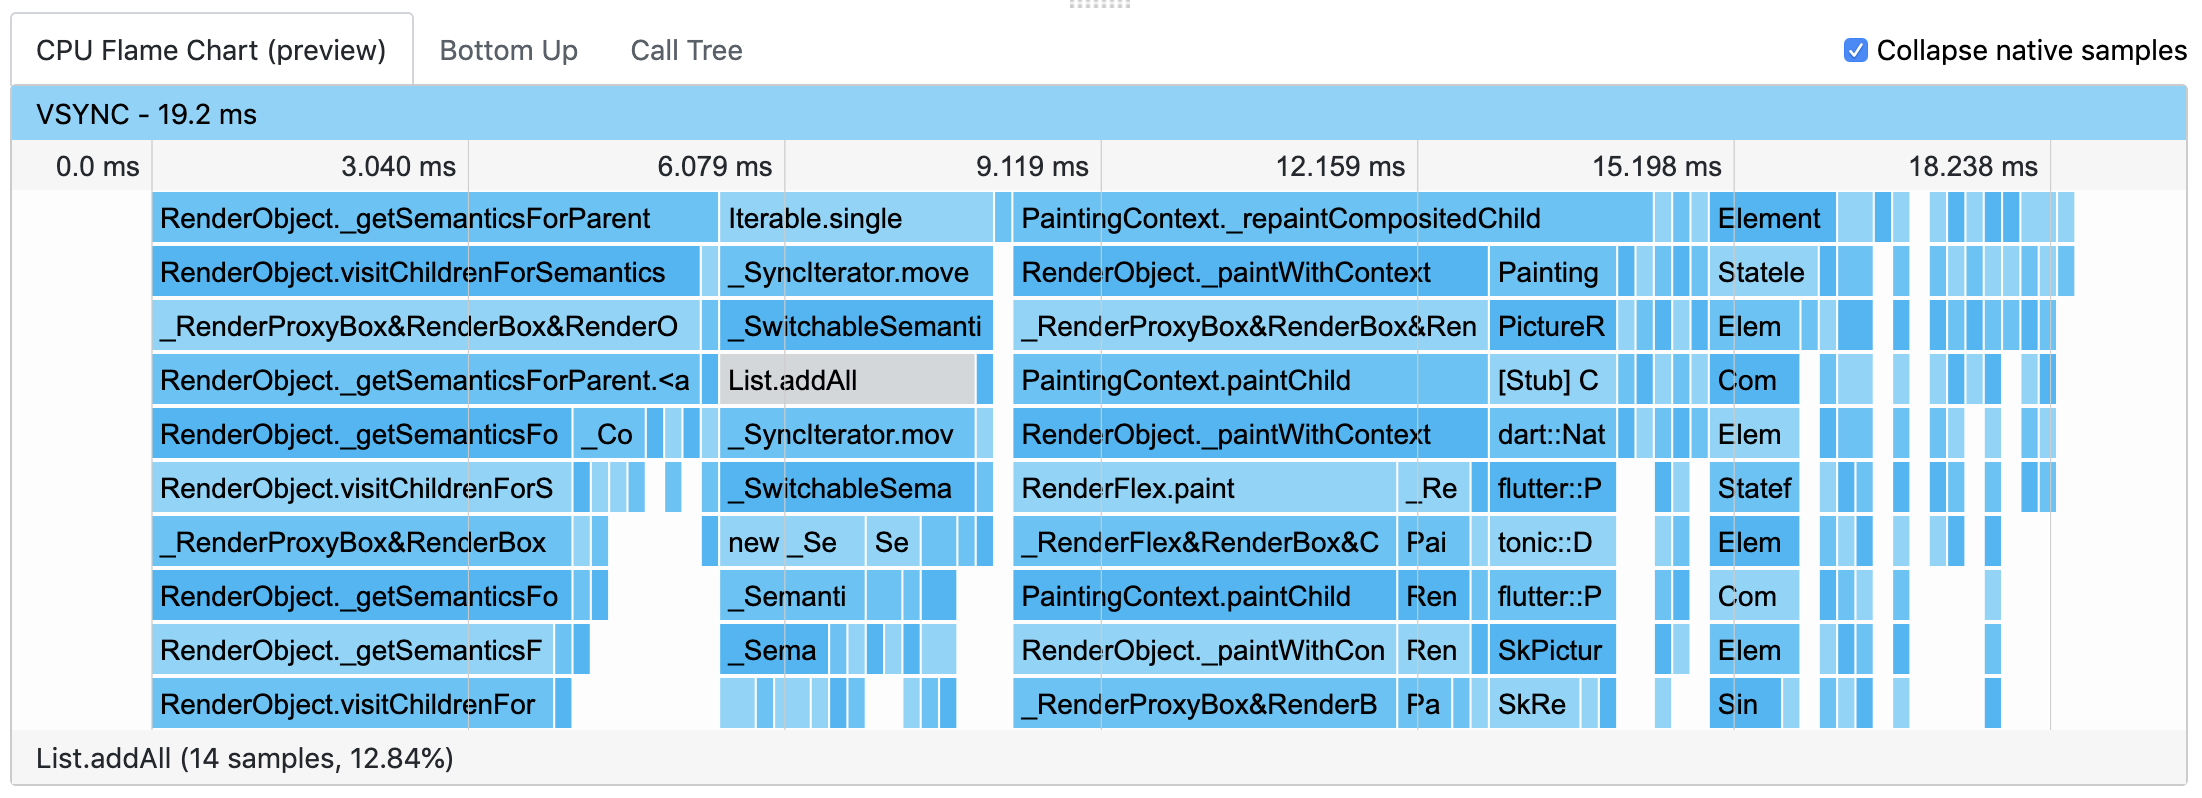 CPU Flame Chart (preview) Bottom Up Call Tree Collapse native samples
VSYNC - 19.2 ms
0.0 ms 3.040 ms 6.079 ms 9.119 ms 12.159 ms 15.198 ms 18.238 ms
RenderObject._getSemanticsForParent Iterable.single PaintingContext._repaintCompositedChild Element
RenderObject.visitChildrenForSemantics _SyncIterator.move RenderObject._paintWithContext Painting Statele
_RenderProxyBox&RenderBox&RenderO _SwitchableSemanti _RenderProxyBox&RenderBox&Ren PictureR Elem
RenderObject._getSemanticsForParent.<a List.addAll PaintingContext.paintChild [Stub] C Com
RenderObject._getSemanticsFo _Co _SyncIterator.mov RenderObject._paintWithContext dart::Nat Elem
RenderObject.visitChildrenForS _SwitchableSema RenderFlex.paint _Re flutter::P Statef
_RenderProxyBox&RenderBox new _Se Se _RenderFlex&RenderBox&C Pai tonic::D Elem
RenderObject._getSemanticsFo _Semanti PaintingContext.paintChild Ren flutter::P Com
RenderObject._getSemanticsF _Sema RenderObject._paintWithCon Ren SkPictur Elem
RenderObject.visitChildrenFor _RenderProxyBox&RenderB Pa SkRe Sin
List.addAll (14 samples, 12.84%)